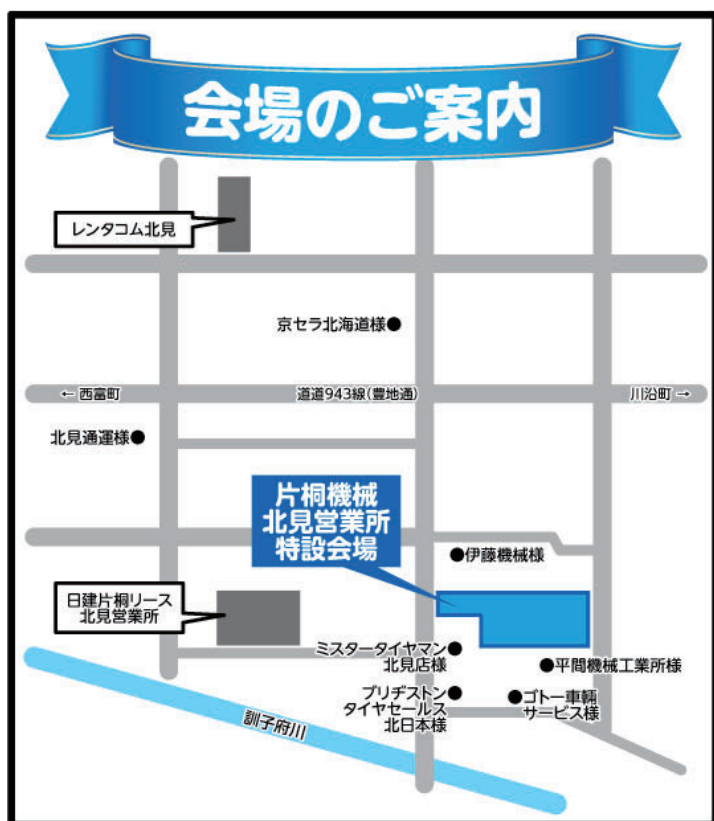 会場のご案内
レンタコム北見
京セラ北海道様●
← 西富町
道道943線(豊地通)
川沿町 →
北見通運様●
片桐機械
北見営業所
特設会場
●伊藤機械様
日建片桐リース
北見営業所
ミスタータイヤマン●
北見店様
●平間機械工業所様
ブリヂストン●
タイヤセールス
北日本様
●ゴトー車輌
サービス様
訓子府川